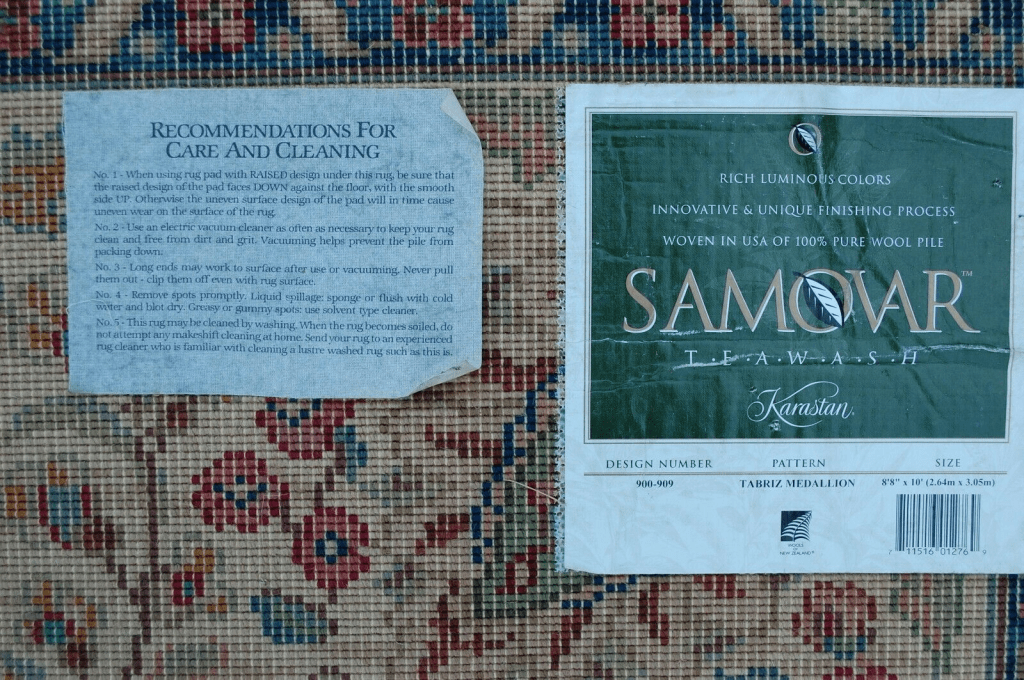 RECOMMENDATIONS FOR
CARE AND CLEANING
No. 1 - When using rug pad with RAISED design under this rug, be sure that
the raised design of the pad faces DOWN against the floor, with the smooth
side UP. Otherwise the uneven surface design of the pad will in time cause
uneven wear on the surface of the rug.
No. 2 - Use an electric vacuum cleaner as often as necessary to keep your rug
clean and free from dirt and grit. Vacuuming helps prevent the pile from
packing down.
No. 3 - Long ends may work to surface after use or vacuuming. Never pull
them out - clip them off even with rug surface.
No. 4 - Remove spots promptly. Liquid spillage: sponge or flush with cold
water and blot dry. Greasy or gummy spots: use solvent type cleaner.
No. 5 - This rug may be cleaned by washing. When the rug becomes soiled, do
not attempt any makeshift cleaning at home. Send your rug to an experienced
rug cleaner who is familiar with cleaning a lustre washed rug such as this is.
RICH LUMINOUS COLORS
INNOVATIVE & UNIQUE FINISHING PROCESS
WOVEN IN USA OF 100% PURE WOOL PILE
SAMOVAR™
T·E·A·W·A·S·H
Karastan®
DESIGN NUMBER PATTERN SIZE
900-909 TABRIZ MEDALLION 8'8" x 10' (2.64m x 3.05m)
WOOLS
OF
NEW ZEALAND®
7 11516 01276 9